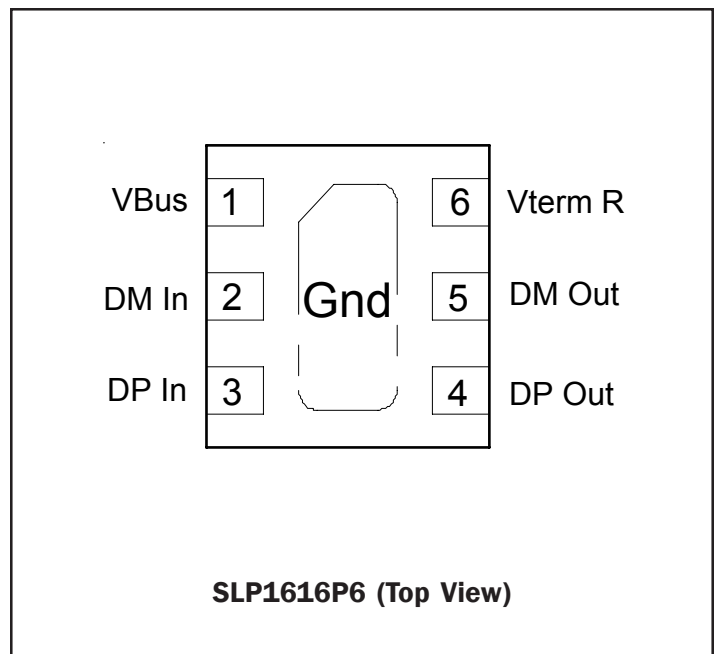 VBus 1 6 Vterm R
DM In 2 Gnd 5 DM Out
DP In 3 4 DP Out
SLP1616P6 (Top View)